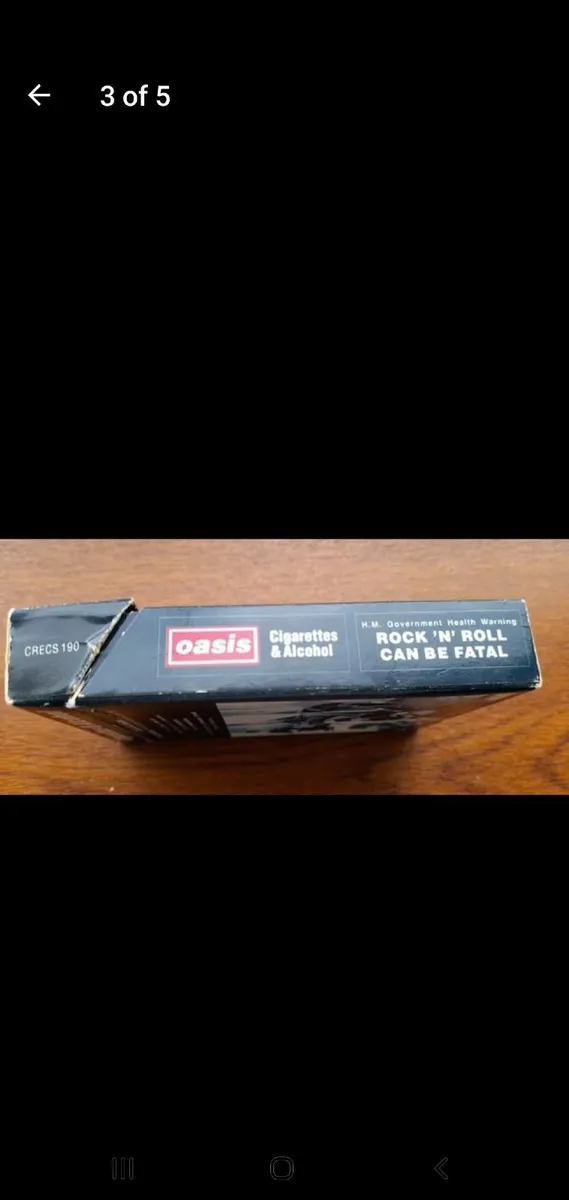 3 of 5
CRECS 190
oasis
Cigarettes
& Alcohol
H.M. Government Health Warning
ROCK 'N' ROLL
CAN BE FATAL